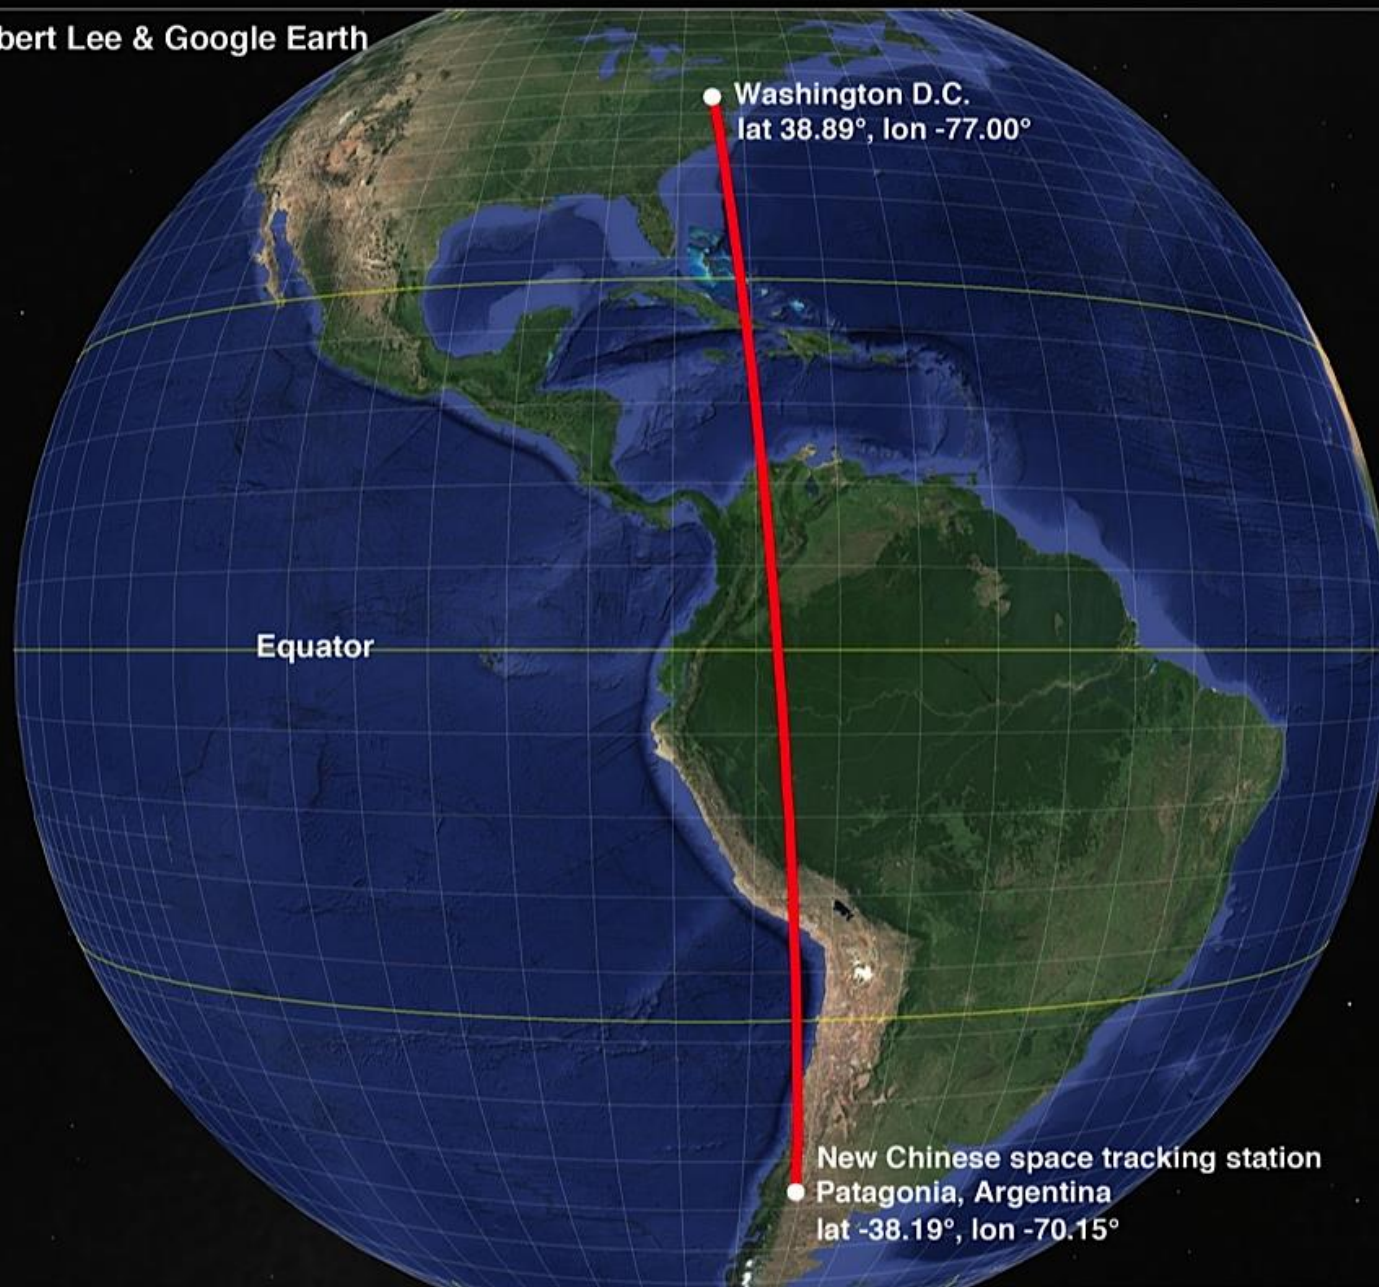 bert Lee & Google Earth
Washington D.C.
lat 38.89°, lon -77.00°
Equator
New Chinese space tracking station
Patagonia, Argentina
lat -38.19°, lon -70.15°